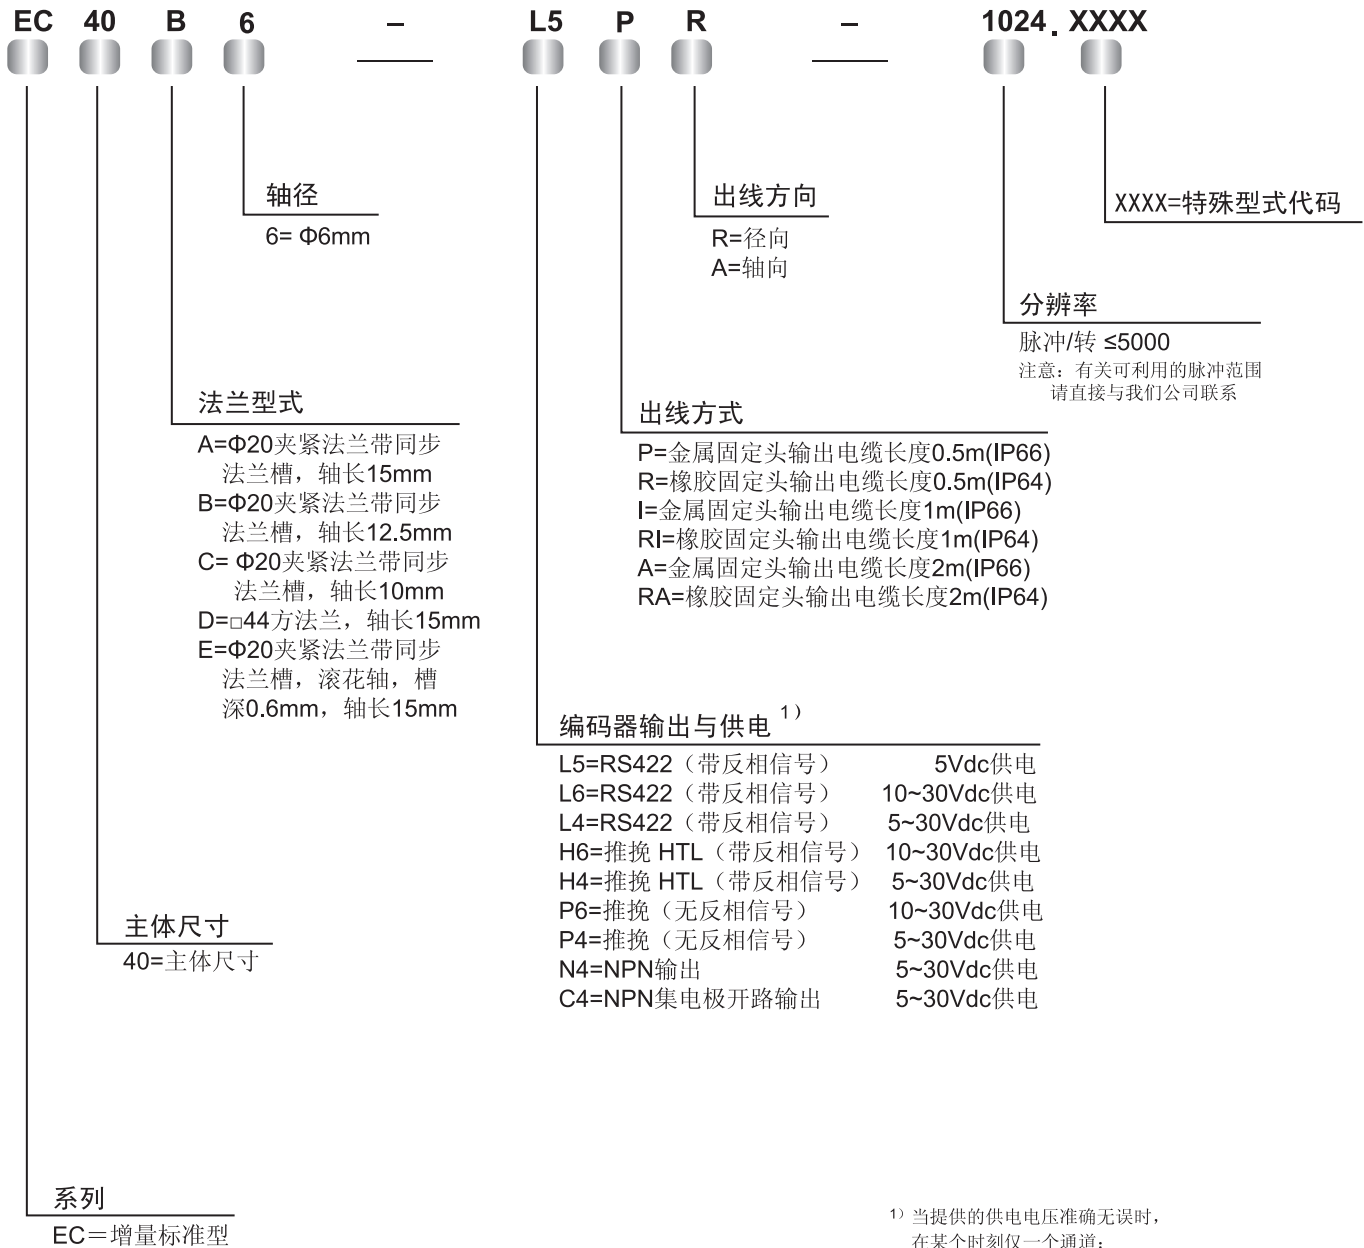 EC 40 B 6 – L5 P R – 1024. XXXX
轴径
6= Φ6mm
出线方向
R=径向
A=轴向
XXXX=特殊型式代码
分辨率
脉冲/转 ≤5000
注意：有关可利用的脉冲范围
请直接与我们公司联系
法兰型式
A=Φ20夹紧法兰带同步
法兰槽，轴长15mm
B=Φ20夹紧法兰带同步
法兰槽，轴长12.5mm
C= Φ20夹紧法兰带同步
法兰槽，轴长10mm
D=□44方法兰，轴长15mm
E=Φ20夹紧法兰带同步
法兰槽，滚花轴，槽
深0.6mm，轴长15mm
出线方式
P=金属固定头输出电缆长度0.5m(IP66)
R=橡胶固定头输出电缆长度0.5m(IP64)
I=金属固定头输出电缆长度1m(IP66)
RI=橡胶固定头输出电缆长度1m(IP64)
A=金属固定头输出电缆长度2m(IP66)
RA=橡胶固定头输出电缆长度2m(IP64)
编码器输出与供电 1）
L5=RS422（带反相信号） 5Vdc供电
L6=RS422（带反相信号） 10~30Vdc供电
L4=RS422（带反相信号） 5~30Vdc供电
H6=推挽 HTL（带反相信号） 10~30Vdc供电
H4=推挽 HTL（带反相信号） 5~30Vdc供电
P6=推挽（无反相信号） 10~30Vdc供电
P4=推挽（无反相信号） 5~30Vdc供电
N4=NPN输出 5~30Vdc供电
C4=NPN集电极开路输出 5~30Vdc供电
主体尺寸
40=主体尺寸
系列
EC＝增量标准型
1）当提供的供电电压准确无误时，
在某个时刻仅一个通道：